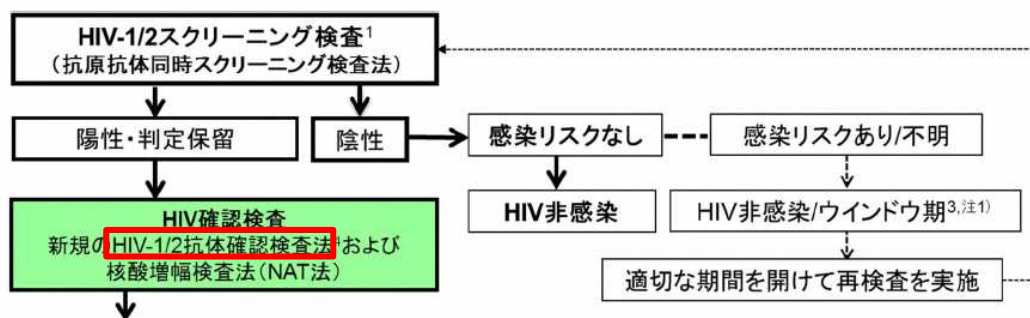 HIV-1/2スクリーニング検査1
(抗原抗体同時スクリーニング検査法)
陽性・判定保留
陰性
感染リスクなし
感染リスクあり/不明
HIV確認検査
新規のHIV-1/2抗体確認検査法4および
核酸増幅検査法(NAT法)
HIV非感染
HIV非感染/ウインドウ期3,注1)
適切な期間を開けて再検査を実施